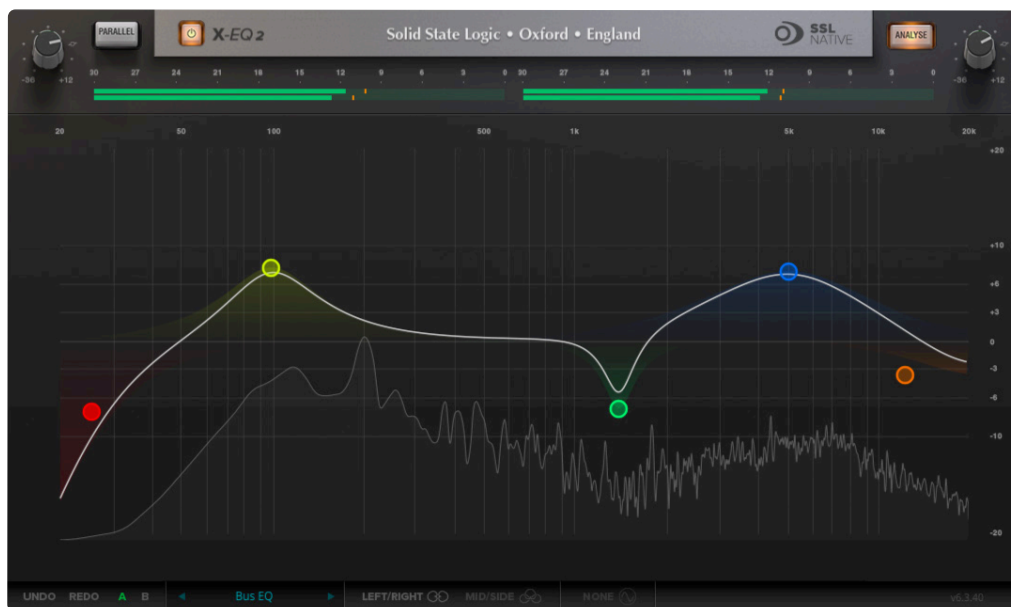 PARALLEL
X-EQ 2
Solid State Logic • Oxford • England
SSL
NATIVE
ANALYSE
-36 +12
30 27 24 21 18 15 12 9 6 3 0
30 27 24 21 18 15 12 9 6 3 0
-36 +12
20 50 100 500 1k 5k 10k 20k
+20
+10
+6
+3
0
-3
-6
-10
-20
UNDO REDO A B Bus EQ LEFT/RIGHT MID/SIDE NONE v6.3.40